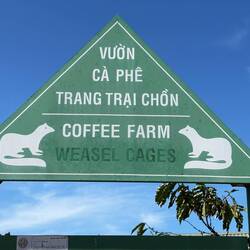 VƯỜN
CÀ PHÊ
TRANG TRẠI CHỒN
COFFEE FARM
WEASEL CAGES